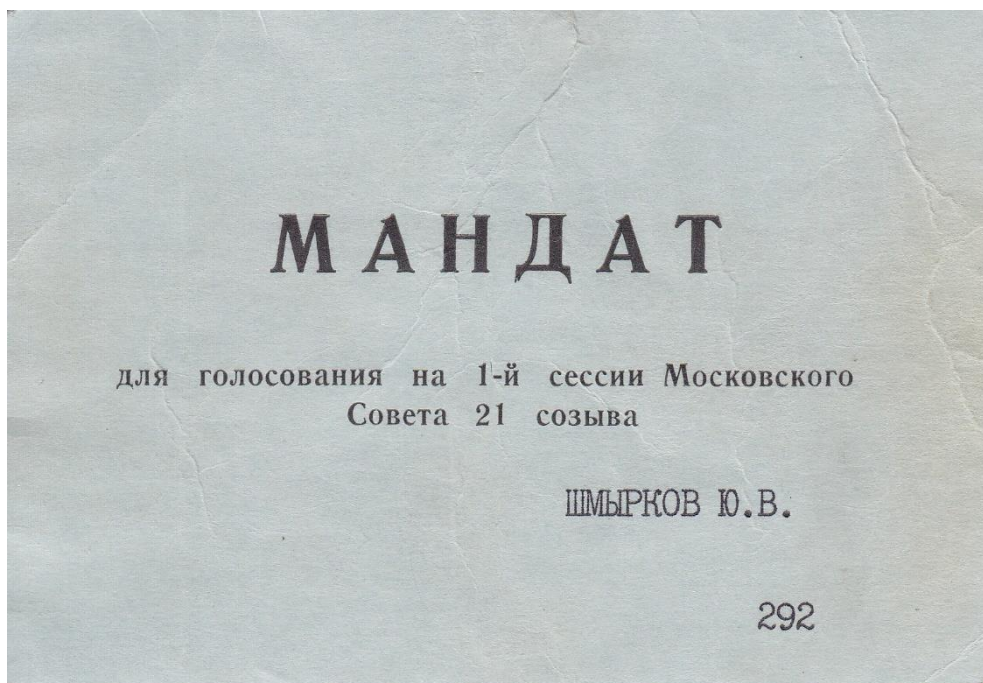 МАНДАТ
для голосования на 1-й сессии Московского
Совета 21 созыва
ШМЫРКОВ Ю.В.
292